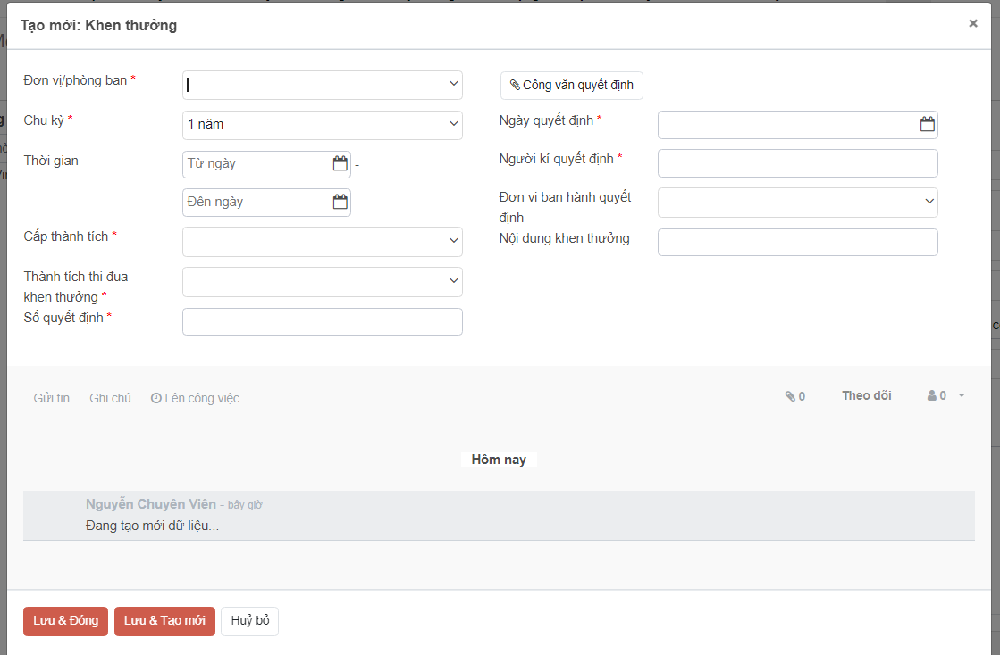 Tạo mới: Khen thưởng
×
Đơn vị/phòng ban *
Chu kỳ *
1 năm
Thời gian
Từ ngày
-
Đến ngày
Cấp thành tích *
Thành tích thi đua
khen thưởng *
Số quyết định *
Công văn quyết định
Ngày quyết định *
Người kí quyết định *
Đơn vị ban hành quyết
định
Nội dung khen thưởng
Gửi tin Ghi chú Lên công việc
0 Theo dõi 0
Hôm nay
Nguyễn Chuyên Viên - bây giờ
Đang tạo mới dữ liệu...
Lưu & Đóng Lưu & Tạo mới Huỷ bỏ